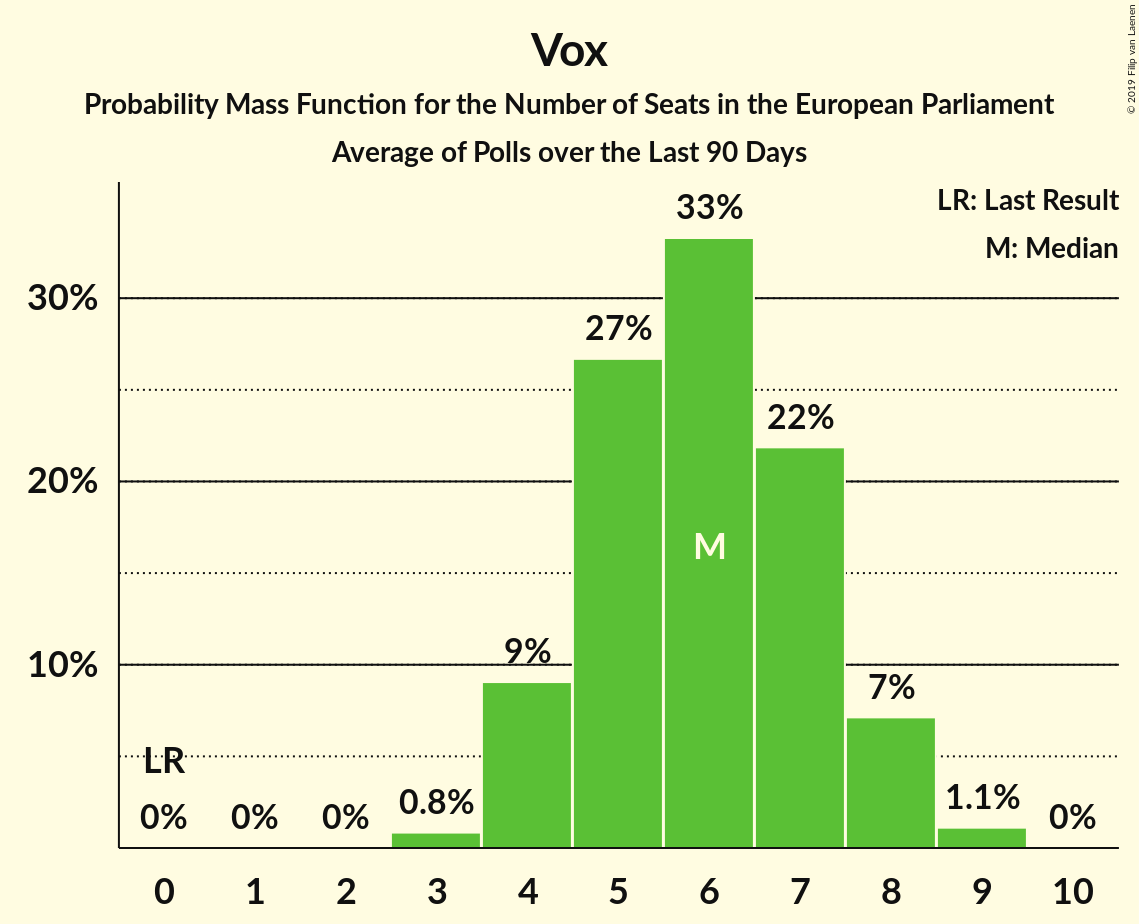 Vox
Probability Mass Function for the Number of Seats in the European Parliament
Average of Polls over the Last 90 Days
© 2019 Filip van Laenen
LR: Last Result
M: Median
30%
20%
10%
33%
27%
22%
M
9%
7%
LR
0%
0%
0%
0.8%
1.1%
0%
0 1 2 3 4 5 6 7 8 9 10